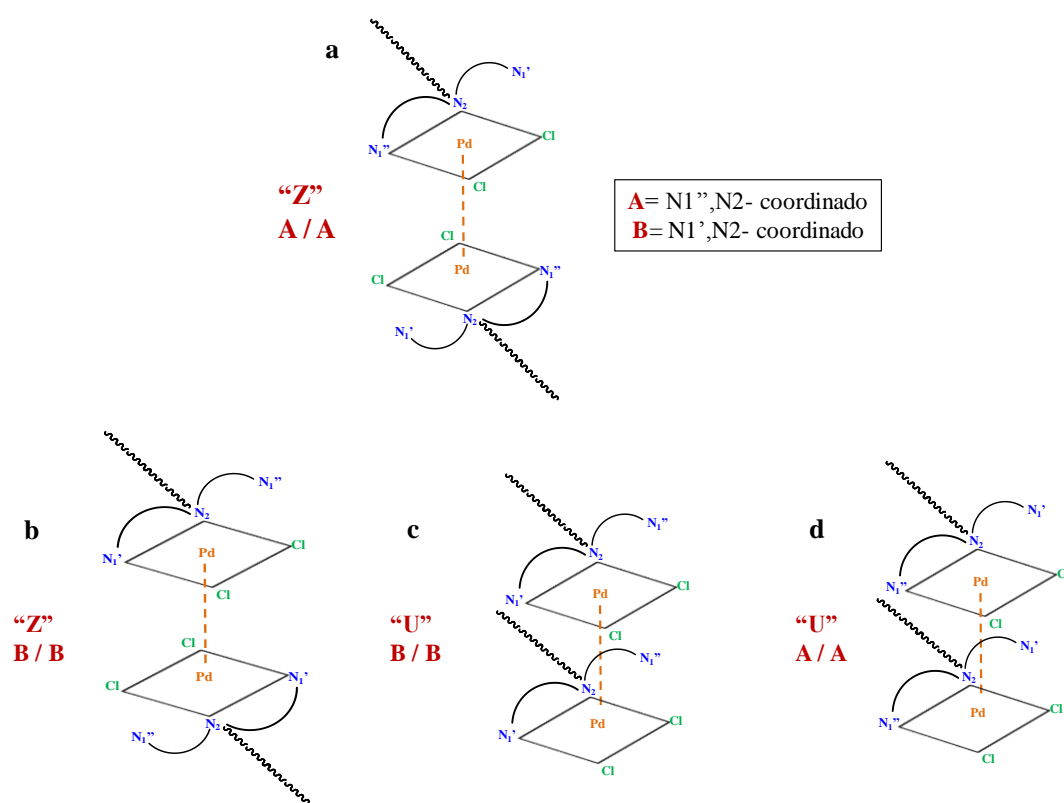 a
N₁’
N₂
Cl
Pd
N₁”
Cl
“Z”
A / A
A= N1”,N2- coordinado
B= N1’,N2- coordinado
Cl
Pd
N₁”
Cl
N₂
N₁’
b
N₁”
N₂
Cl
Pd
N₁’
Cl
“Z”
B / B
Cl
Pd
N₁’
Cl
N₂
N₁”
c
N₁”
N₂
Cl
Pd
N₁’
Cl
“U”
B / B
N₁”
N₂
Cl
Pd
N₁’
Cl
d
N₁’
N₂
C
Pd
N₁”
Cl
“U”
A / A
N₁’
N₂
Cl
Pd
N₁”
Cl